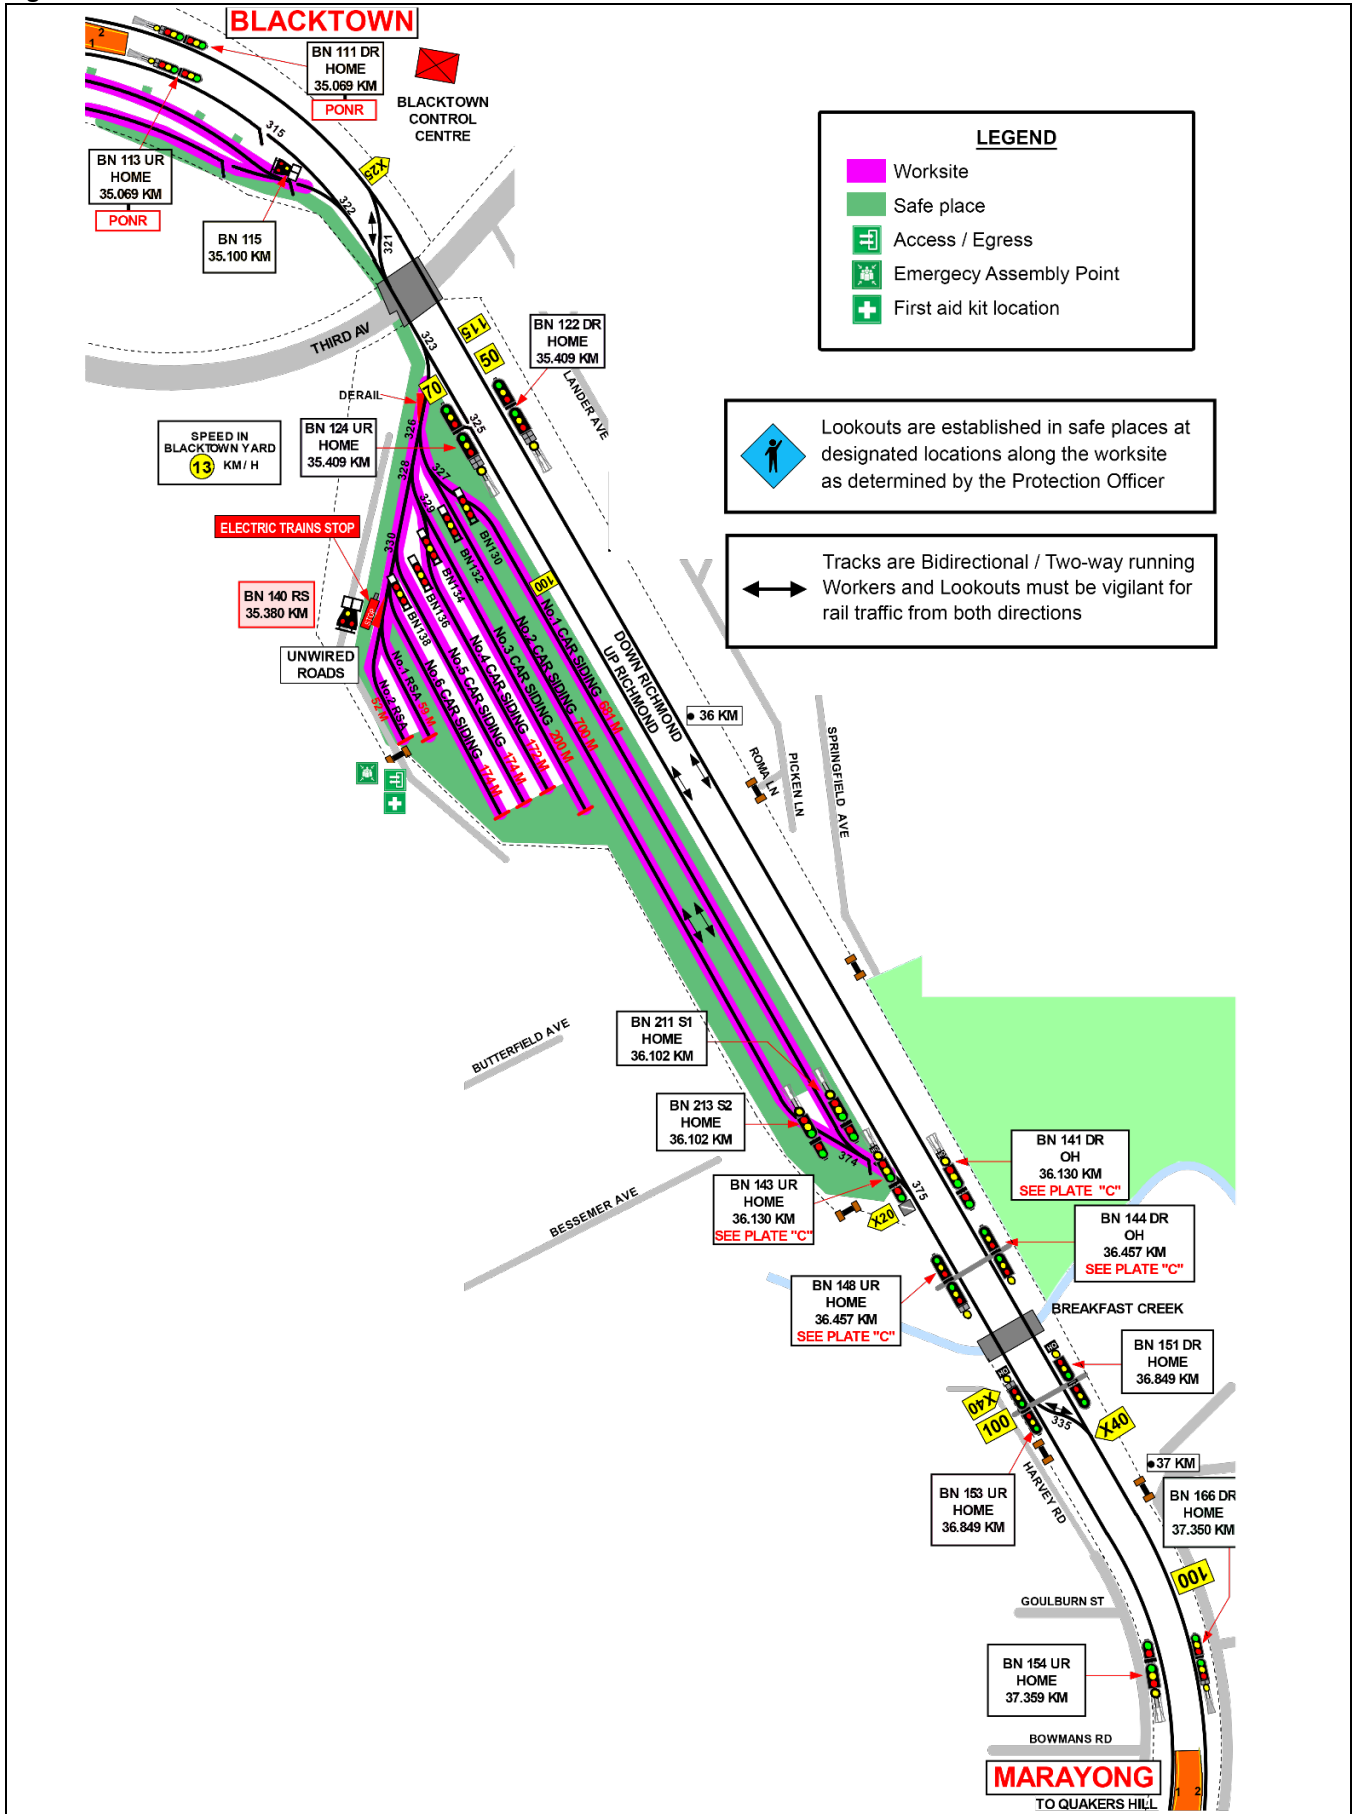 BLACKTOWN
2
1
BN 111 DR
HOME
35.069 KM
PONR
BLACKTOWN
CONTROL
CENTRE
315
X25
BN 113 UR
HOME
35.069 KM
PONR
322
321
BN 115
35.100 KM
THIRD AV
LEGEND
Worksite
Safe place
Access / Egress
Emergecy Assembly Point
First aid kit location
323
115
50
BN 122 DR
HOME
35.409 KM
LANDER AVE
DERAIL
70
325
326
BN 124 UR
HOME
35.409 KM
SPEED IN
BLACKTOWN YARD
13 KM / H
328
327
329
330
Lookouts are established in safe places at
designated locations along the worksite
as determined by the Protection Officer
ELECTRIC TRAINS STOP
BN130
BN132
BN134
BN136
BN138
100
Tracks are Bidirectional / Two-way running
Workers and Lookouts must be vigilant for
rail traffic from both directions
BN 140 RS
35.380 KM
STOP
UNWIRED
ROADS
No.1 CAR SIDING 681 M
No.2 CAR SIDING 700 M
No.3 CAR SIDING 200 M
No.4 CAR SIDING 172 M
No.5 CAR SIDING 174 M
No.6 CAR SIDING 174 M
No.1 RSA 59 M
No.2 RSA 52 M
DOWN RICHMOND
UP RICHMOND
36 KM
ROMA LN
PICKEN LN
SPRINGFIELD AVE
BUTTERFIELD AVE
BN 211 S1
HOME
36.102 KM
BN 213 S2
HOME
36.102 KM
374
375
BESSEMER AVE
BN 143 UR
HOME
36.130 KM
SEE PLATE "C"
X20
BN 141 DR
OH
36.130 KM
SEE PLATE "C"
BN 144 DR
OH
36.457 KM
SEE PLATE "C"
BN 148 UR
HOME
36.457 KM
SEE PLATE "C"
BREAKFAST CREEK
BN 151 DR
HOME
36.849 KM
X40
100
335
X40
37 KM
HARVEY RD
BN 153 UR
HOME
36.849 KM
BN 166 DR
HOME
37.350 KM
100
GOULBURN ST
BN 154 UR
HOME
37.359 KM
BOWMANS RD
MARAYONG
1 2
TO QUAKERS HILL